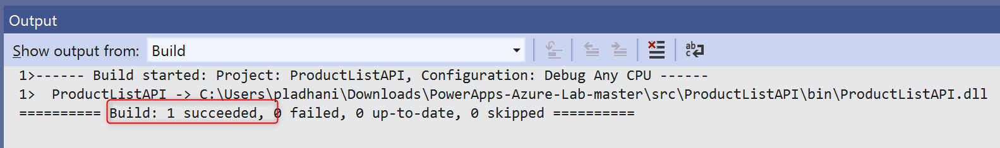 Output
Show output from: Build
ab
c
1>------ Build started: Project: ProductListAPI, Configuration: Debug Any CPU ------
1>  ProductListAPI -> C:\Users\pladhani\Downloads\PowerApps-Azure-Lab-master\src\ProductListAPI\bin\ProductListAPI.dll
========== Build: 1 succeeded, 0 failed, 0 up-to-date, 0 skipped ==========